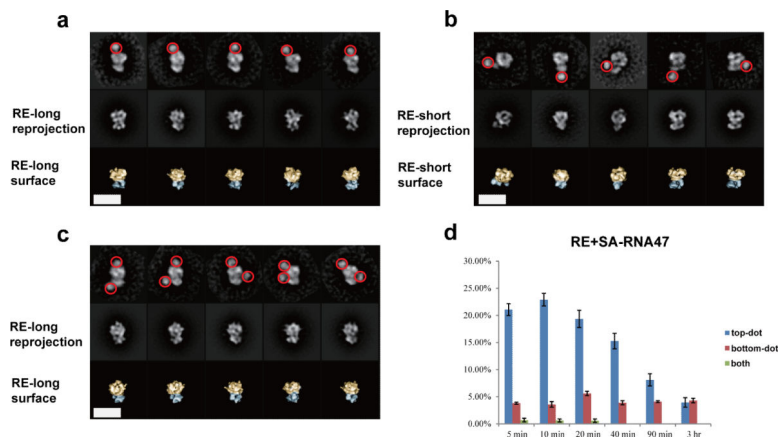 a
RE-long
reprojection
RE-long
surface
b
RE-short
reprojection
RE-short
surface
c
RE-long
reprojection
RE-long
surface
d
RE+SA-RNA47
30.00%
25.00%
20.00%
15.00%
10.00%
5.00%
0.00%
5 min 10 min 20 min 40 min 90 min 3 hr
top-dot
bottom-dot
both